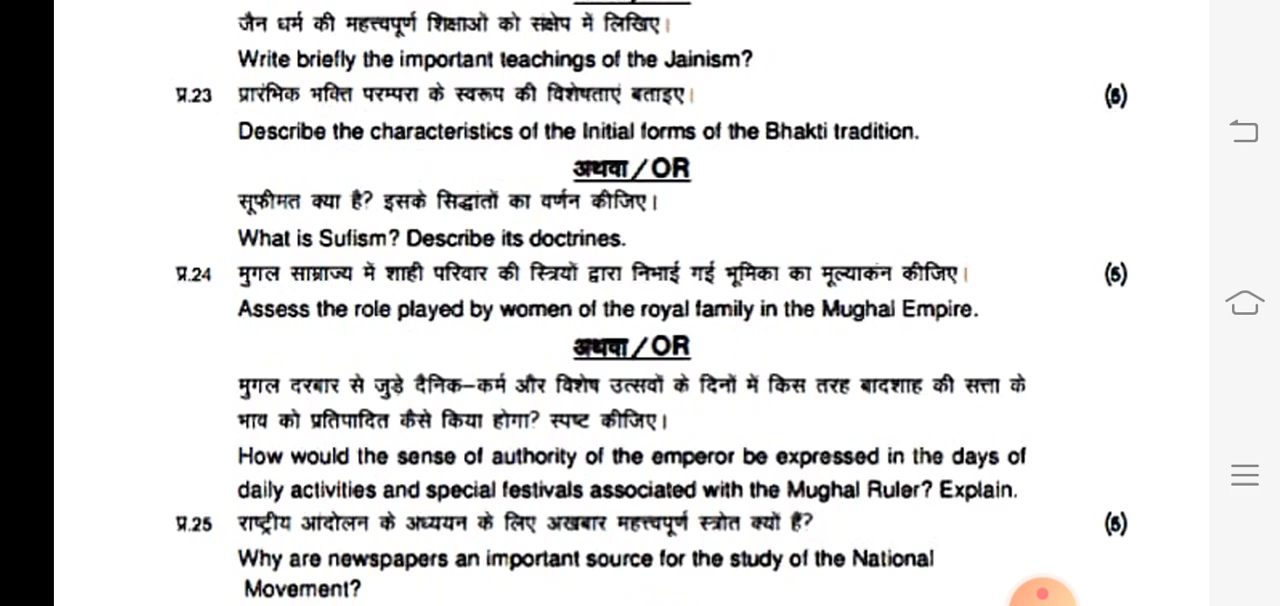 जैन धर्म की महत्त्वपूर्ण शिक्षाओं को संक्षेप में लिखिए।
Write briefly the important teachings of the Jainism?
प्र.23 प्रारंभिक भक्ति परम्परा के स्वरूप की विशेषताएं बताइए। (5)
Describe the characteristics of the Initial forms of the Bhakti tradition.
अथवा/OR
सूफीमत क्या है? इसके सिद्धांतों का वर्णन कीजिए।
What is Sufism? Describe its doctrines.
प्र.24 मुगल साम्राज्य में शाही परिवार की स्त्रियों द्वारा निभाई गई भूमिका का मूल्याकंन कीजिए। (5)
Assess the role played by women of the royal family in the Mughal Empire.
अथवा/OR
मुगल दरबार से जुड़े दैनिक–कर्म और विशेष उत्सवों के दिनों में किस तरह बादशाह की सत्ता के
भाव को प्रतिपादित कैसे किया होगा? स्पष्ट कीजिए।
How would the sense of authority of the emperor be expressed in the days of
daily activities and special festivals associated with the Mughal Ruler? Explain.
प्र.25 राष्ट्रीय आंदोलन के अध्ययन के लिए अखबार महत्त्वपूर्ण स्त्रोत क्यों हैं? (5)
Why are newspapers an important source for the study of the National
Movement?